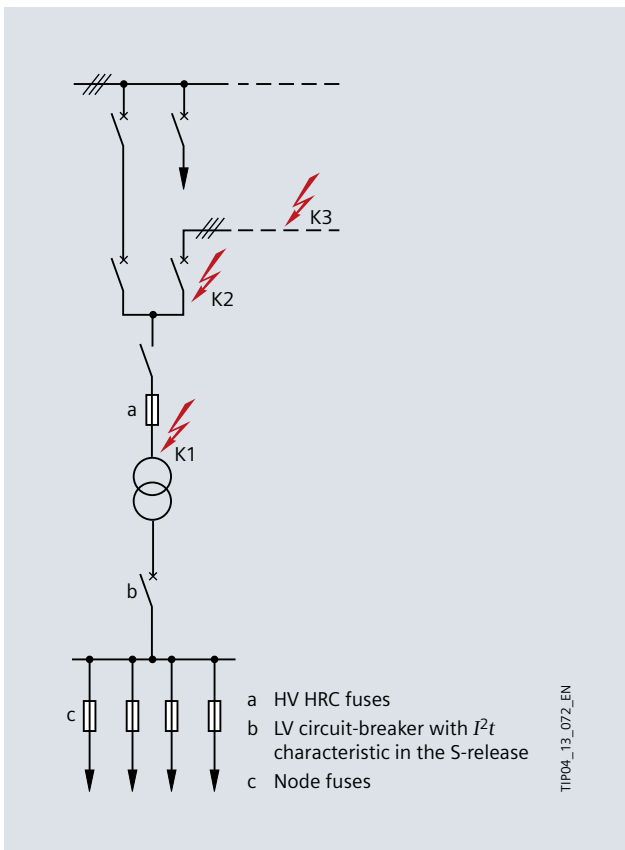 K3
K2
a
K1
b
c
a HV HRC fuses
b LV circuit-breaker with I²t
characteristic in the S-release
c Node fuses
TIP04_13_072_EN